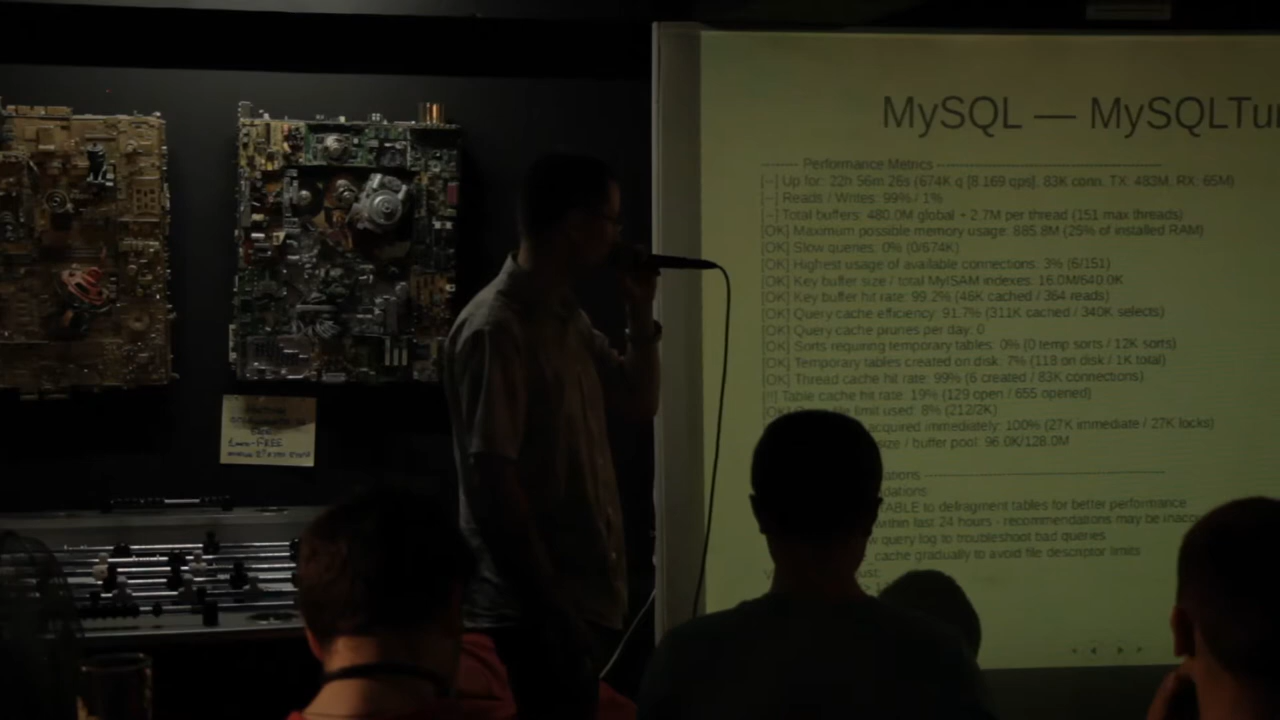 MySQL — MySQLTu
------- Performance Metrics -------
[--] Up for: 22h 56m 26s (674K q [8.169 qps], 83K conn, TX: 483M, RX: 65M)
[--] Reads / Writes: 99% / 1%
[--] Total buffers: 480.0M global + 2.7M per thread (151 max threads)
[OK] Maximum possible memory usage: 885.8M (25% of installed RAM)
[OK] Slow queries: 0% (0/674K)
[OK] Highest usage of available connections: 3% (6/151)
[OK] Key buffer size / total MyISAM indexes: 16.0M/640.0K
[OK] Key buffer hit rate: 99.2% (46K cached / 364 reads)
[OK] Query cache efficiency: 91.7% (311K cached / 340K selects)
[OK] Query cache prunes per day: 0
[OK] Sorts requiring temporary tables: 0% (0 temp sorts / 12K sorts)
[OK] Temporary tables created on disk: 7% (118 on disk / 1K total)
[OK] Thread cache hit rate: 99% (6 created / 83K connections)
[!!] Table cache hit rate: 19% (129 open / 655 opened)
[OK] file limit used: 8% (212/2K)
acquired immediately: 100% (27K immediate / 27K locks)
size / buffer pool: 96.0K/128.0M
ations -------
dations:
TABLE to defragment tables for better performance
within last 24 hours - recommendations may be inaccu
w query log to troubleshoot bad queries
_cache gradually to avoid file descriptor limits
ust:
FREE